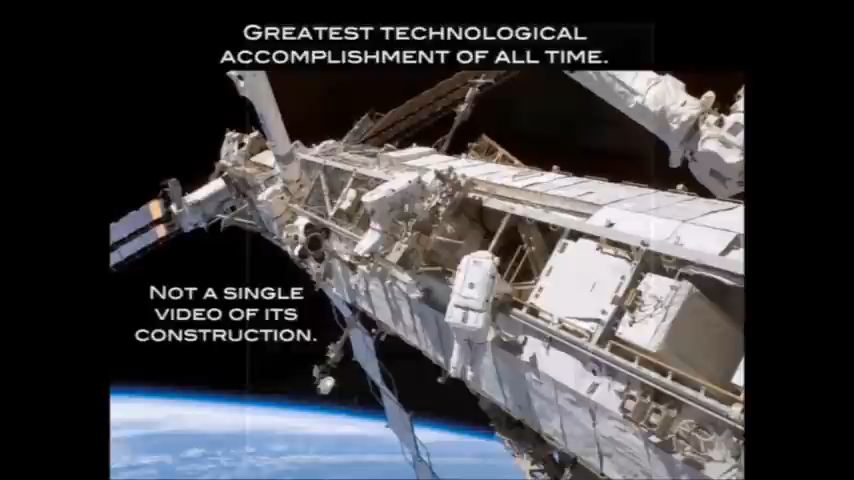 Greatest technological
accomplishment of all time.
Not a single
video of its
construction.